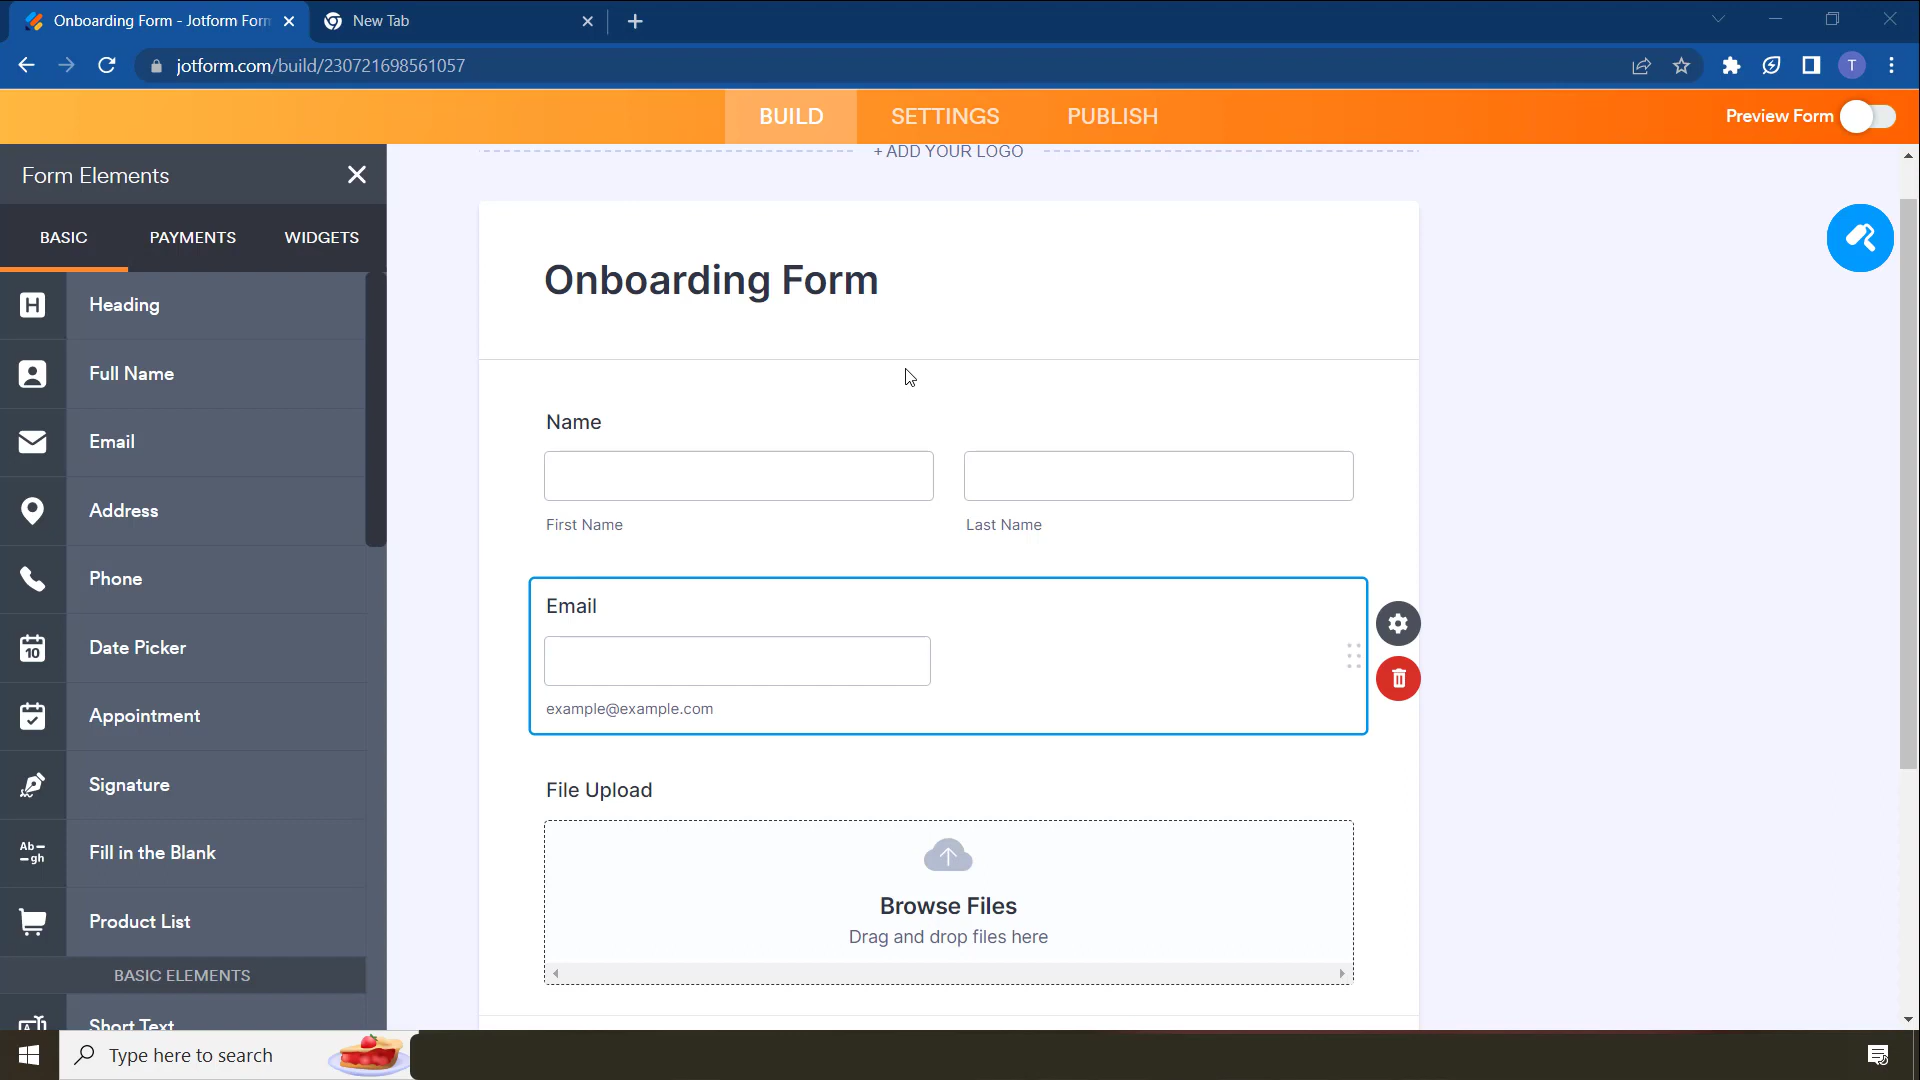 Onboarding Form - Jotform Form
New Tab
jotform.com/build/230721698561057
T
BUILD
SETTINGS
PUBLISH
Preview Form
Form Elements
+ ADD YOUR LOGO
BASIC
PAYMENTS
WIDGETS
H
Heading
Full Name
Email
Address
Phone
10
Date Picker
Appointment
Signature
Ab
gh
Fill in the Blank
Product List
BASIC ELEMENTS
Short Text
Onboarding Form
Name
First Name
Last Name
Email
example@example.com
File Upload
Browse Files
Drag and drop files here
Type here to search